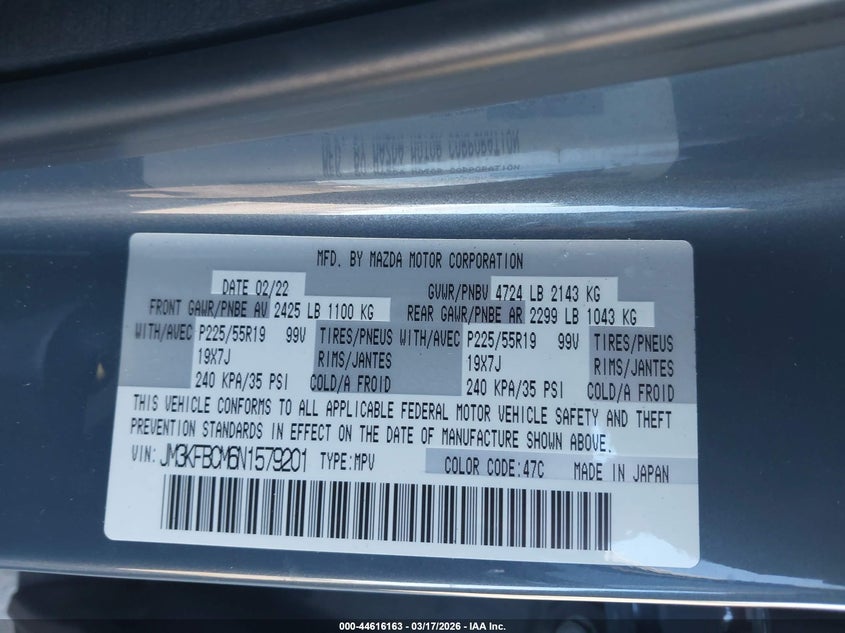 MFD. BY MAZDA MOTOR CORPORATION
MFD. BY MAZDA MOTOR CORPORATION
DATE 02/22 GVWR/PNBV 4724 LB 2143 KG
FRONT GAWR/PNBE AV 2425 LB 1100 KG REAR GAWR/PNBE AR 2299 LB 1043 KG
WITH/AVEC P225/55R19 99V TIRES/PNEUS WITH/AVEC P225/55R19 99V TIRES/PNEUS
19X7J RIMS/JANTES 19X7J RIMS/JANTES
240 KPA/35 PSI COLD/A FROID 240 KPA/35 PSI COLD/A FROID
THIS VEHICLE CONFORMS TO ALL APPLICABLE FEDERAL MOTOR VEHICLE SAFETY AND THEFT
PREVENTION STANDARDS IN EFFECT ON THE DATE OF MANUFACTURE SHOWN ABOVE.
VIN: JM3KFBCM6N1579201 TYPE:MPV COLOR CODE:47C MADE IN JAPAN
000-44616163 - 03/17/2026 - IAA Inc.